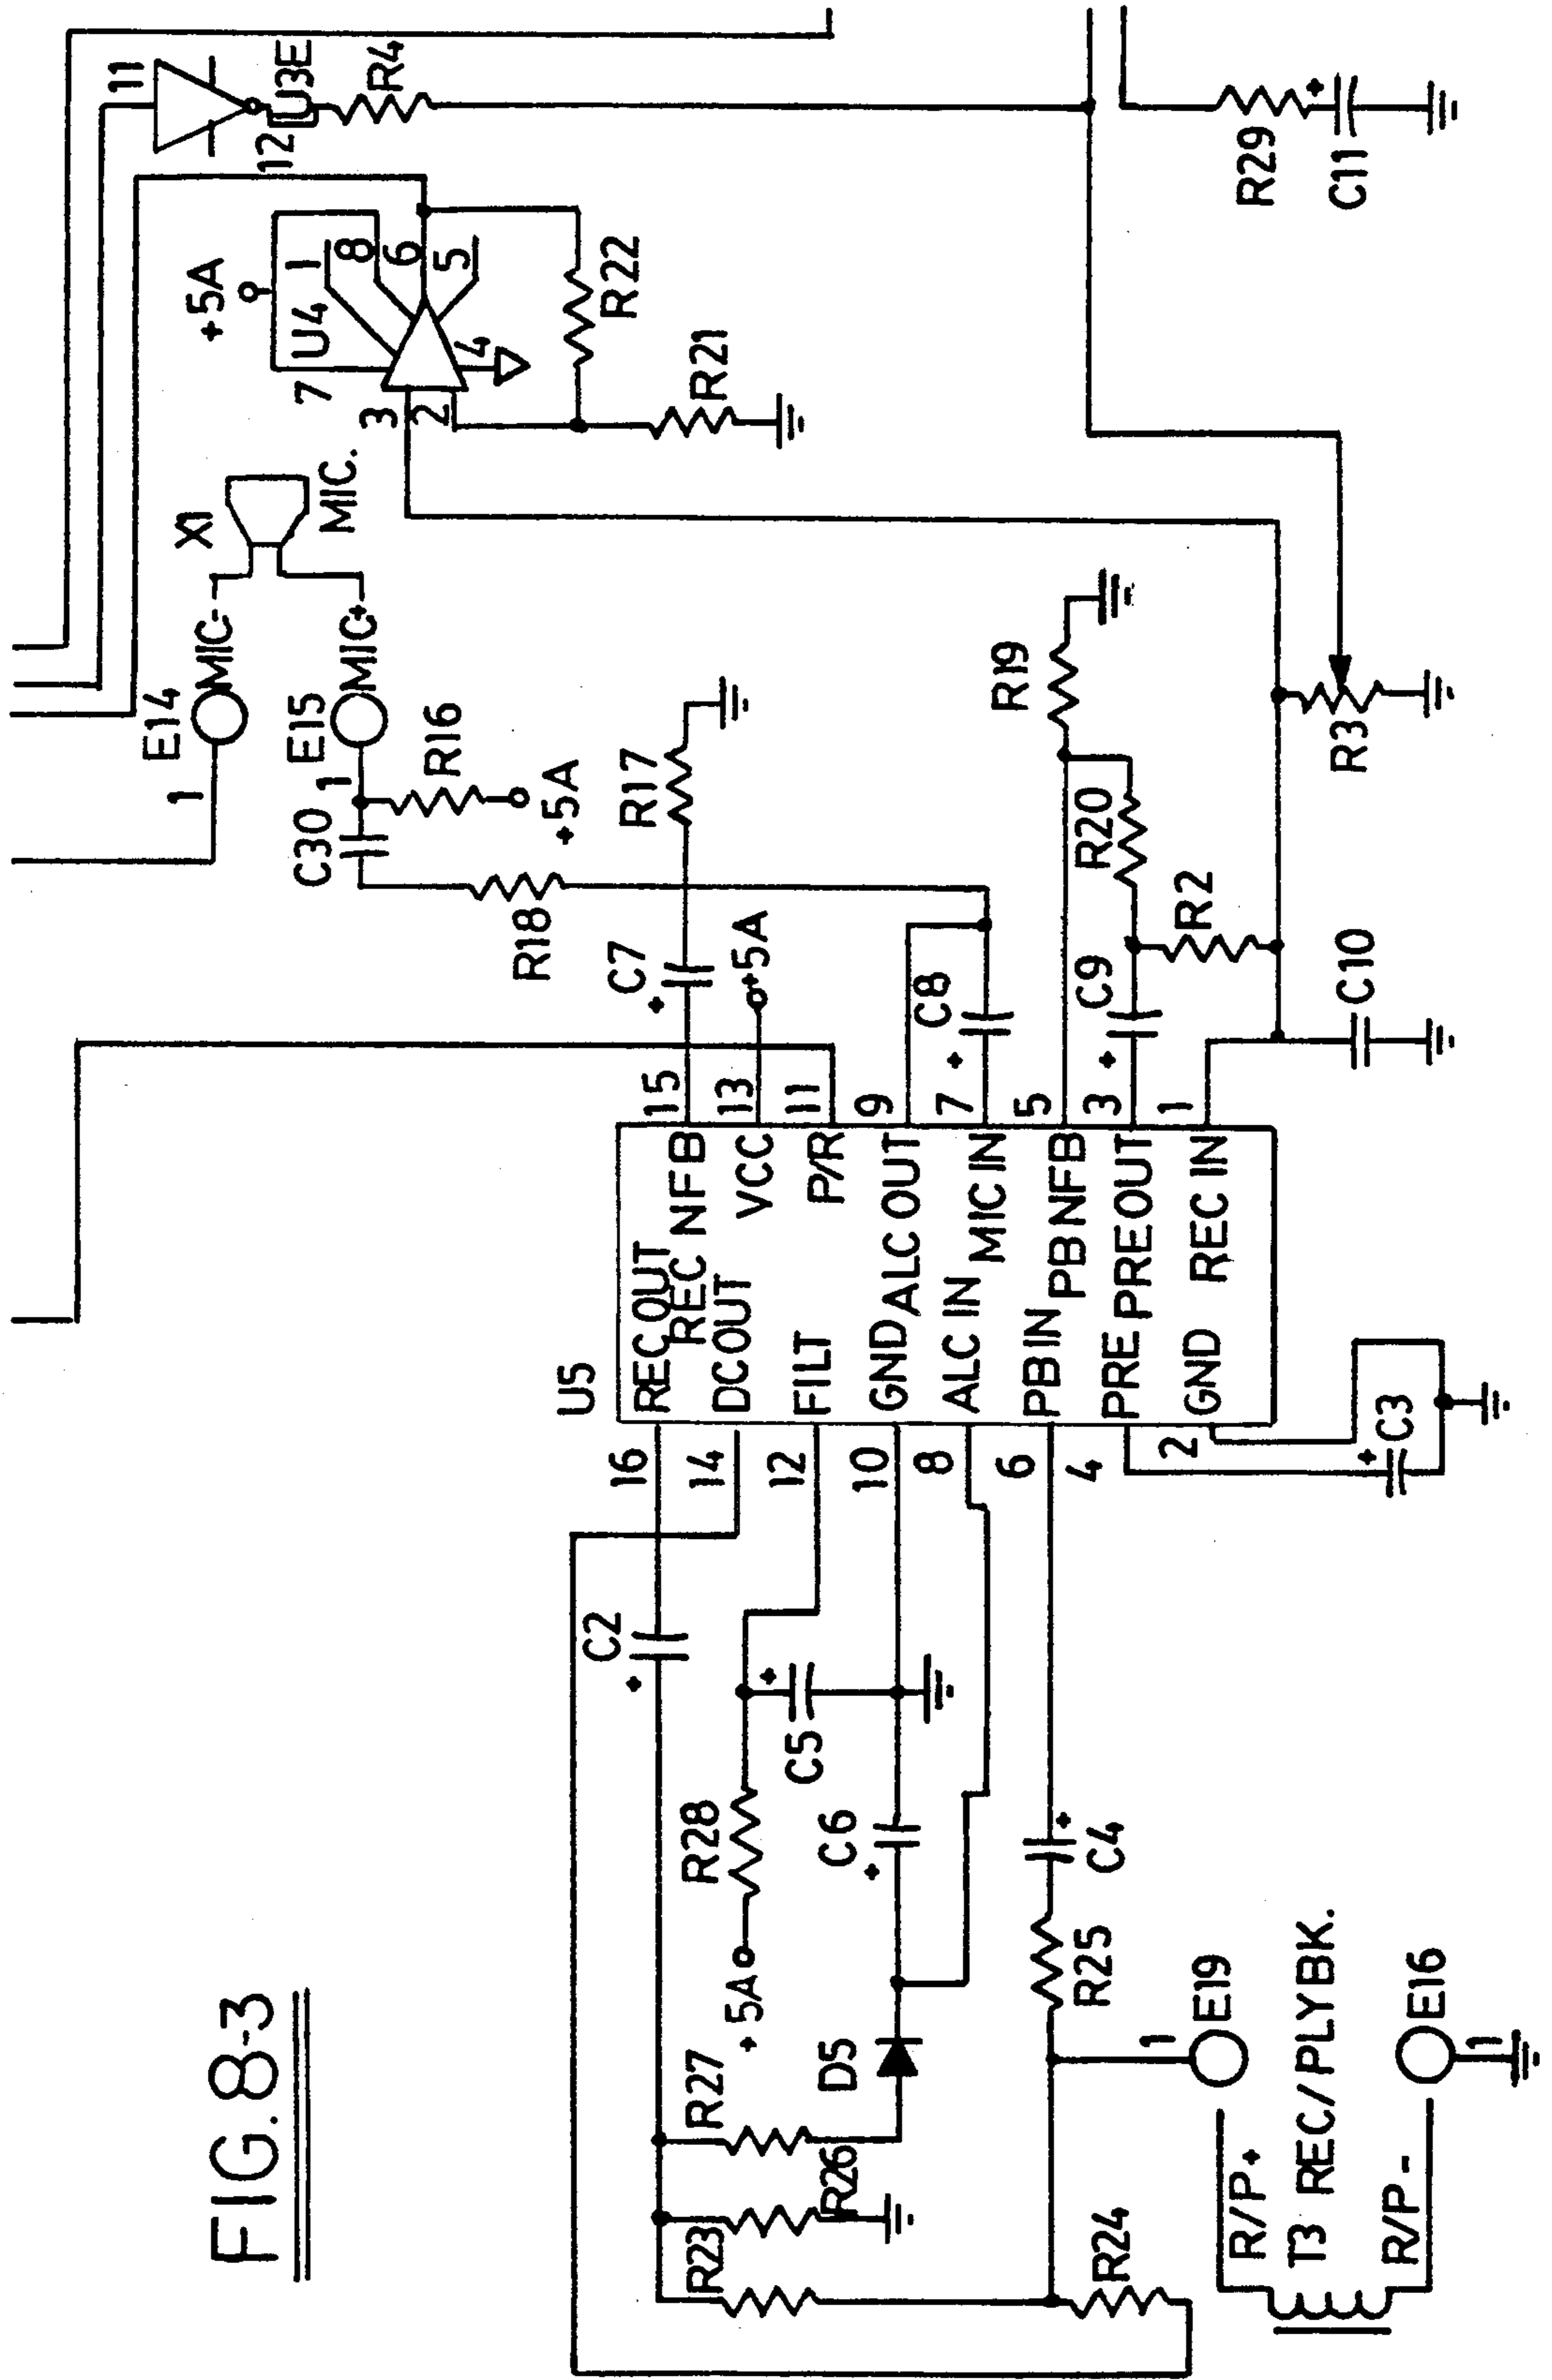 FIG. 8-3
11
U3E
12
R4
+5A
1
8
6
5
U4
7
4
3
2
R22
R21
R29
+
C11
X1
MIC.
E14
MIC-
1
E15
MIC+
1
C30
R16
+5A
R18
R17
C7
+
+5A
R19
R20
R2
R3
C8
+
C9
+
C10
15
13
11
9
7
5
3
1
U5
REC OUT
REC NFB
DC OUT
VCC
P/R
FILT
GND
ALC OUT
ALC IN
MIC IN
PB IN
PB NFB
PRE
PRE OUT
GND
REC IN
16
14
12
10
8
6
4
2
C3
+
C2
+
C5
+
R28
+5A
C6
+
C4
+
R25
D5
R27
R26
R23
R24
1
E19
R/P+
T3 REC/PLYBK.
R/P-
E16
1